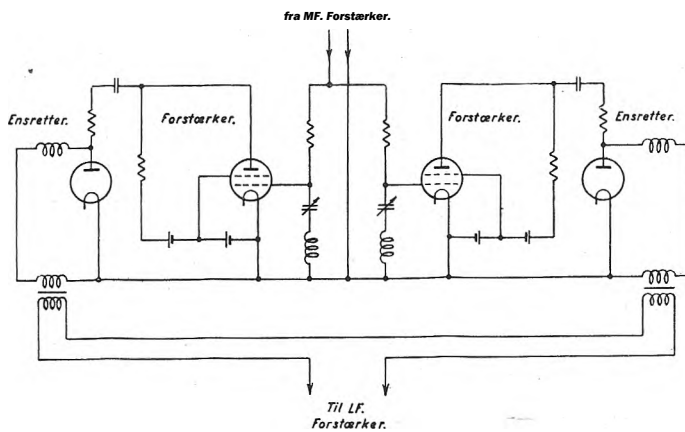 fra MF. Forstærker.
Ensretter.
Forstærker.
Forstærker.
Ensretter.
Til LF.
Forstærker.